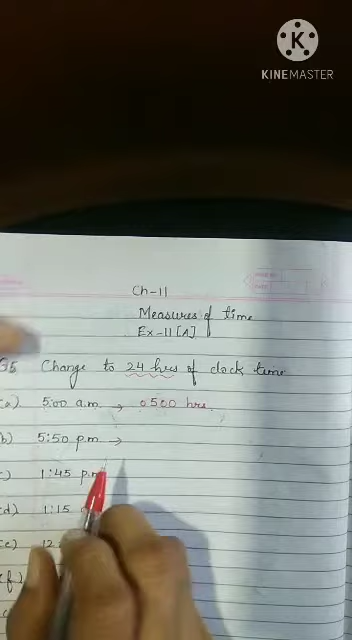 K
KINEMASTER
Ch-11
Measures of time
Ex-11[A]
Q5 Change to 24 hrs of clock time
(a) 5:00 a.m. → 0500 hrs.
(b) 5:50 p.m. →
1:45 p.m
(d) 1:15
(e) 12
(f)